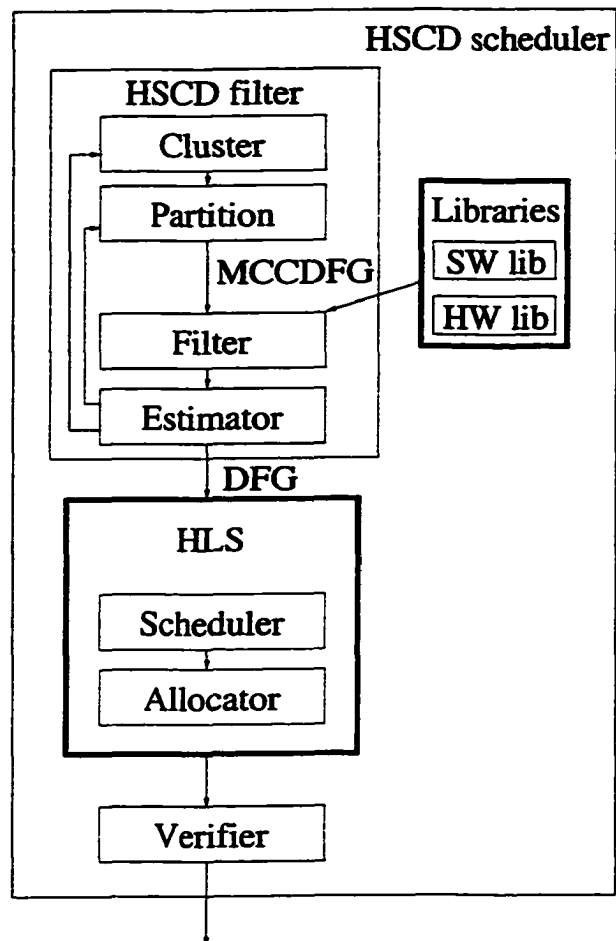 HSCD scheduler
HSCD filter
Cluster
Partition
MCCDFG
Filter
Estimator
Libraries
SW lib
HW lib
DFG
HLS
Scheduler
Allocator
Verifier